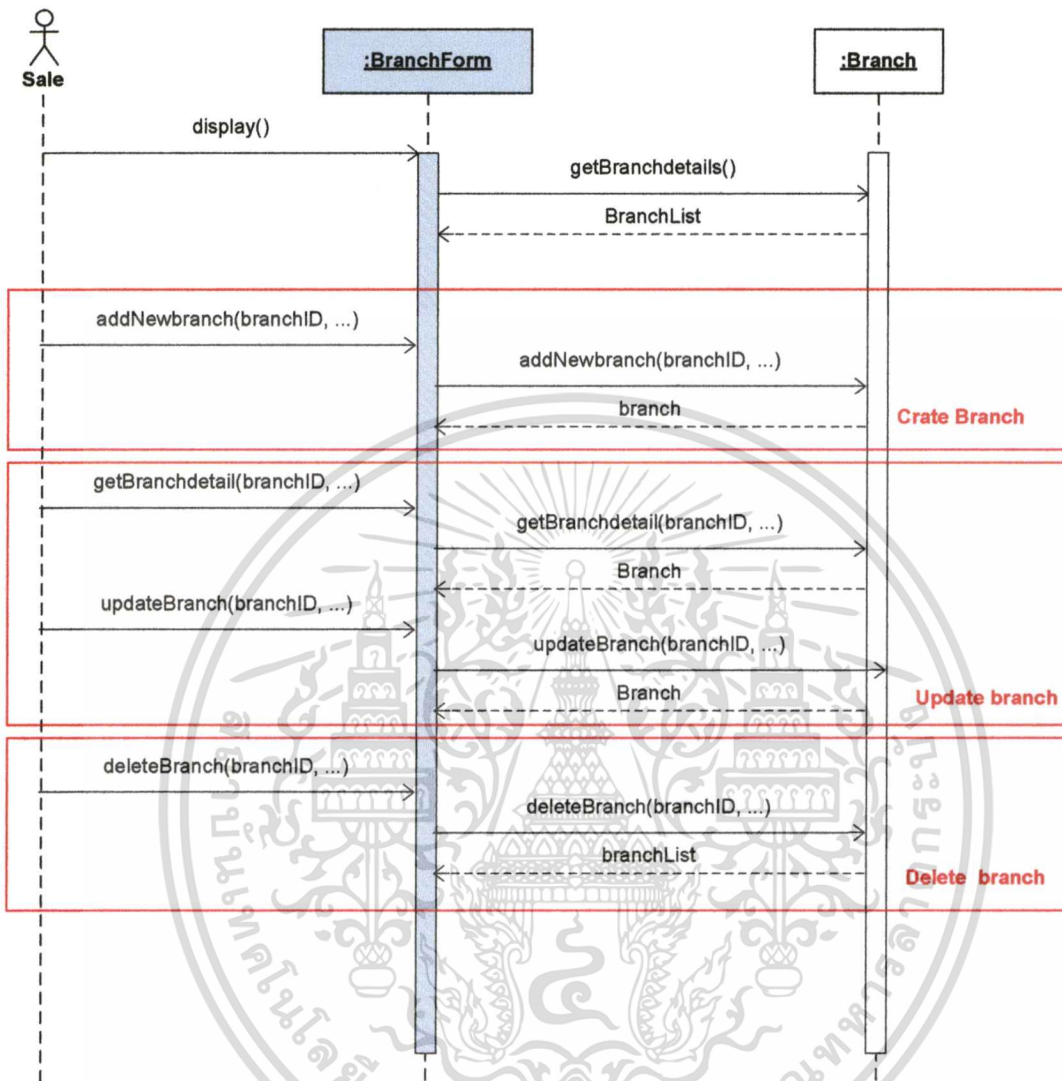 Sale
:BranchForm
:Branch
display()
getBranchdetails()
BranchList
addNewbranch(branchID, ...)
addNewbranch(branchID, ...)
branch
Crate Branch
getBranchdetail(branchID, ...)
getBranchdetail(branchID, ...)
Branch
updateBranch(branchID, ...)
updateBranch(branchID, ...)
Branch
Update branch
deleteBranch(branchID, ...)
deleteBranch(branchID, ...)
branchList
Delete branch